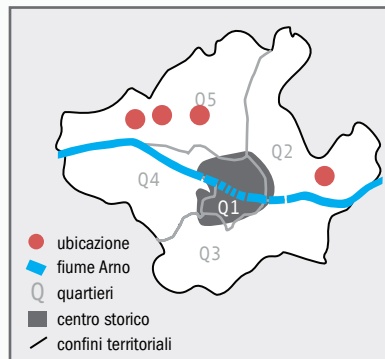 Q5
Q2
Q4
Q1
Q3
ubicazione
fiume Arno
Q quartieri
centro storico
confini territoriali